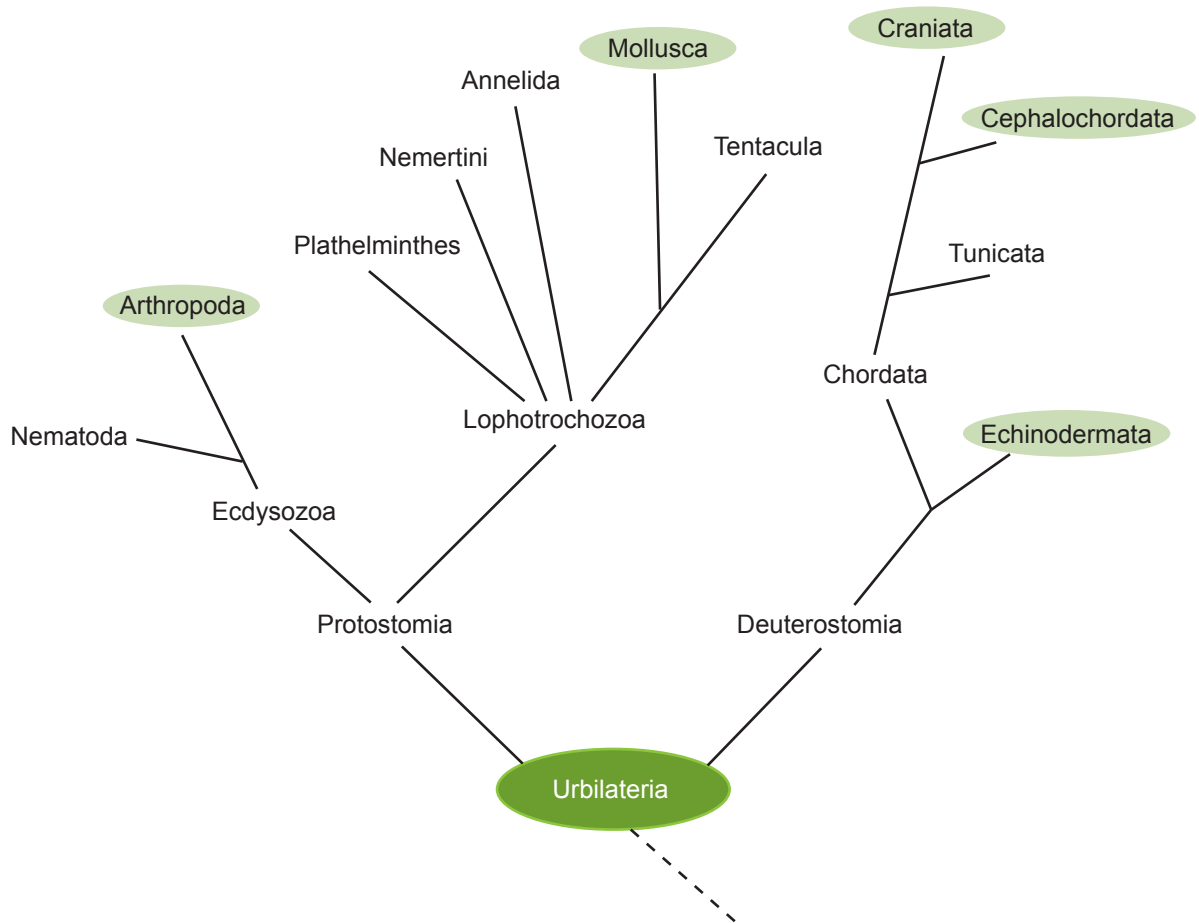 Craniata
Mollusca
Annelida
Cephalochordata
Nemertini
Tentacula
Plathelminthes
Tunicata
Arthropoda
Chordata
Lophotrochozoa
Nematoda
Echinodermata
Ecdysozoa
Protostomia
Deuterostomia
Urbilateria